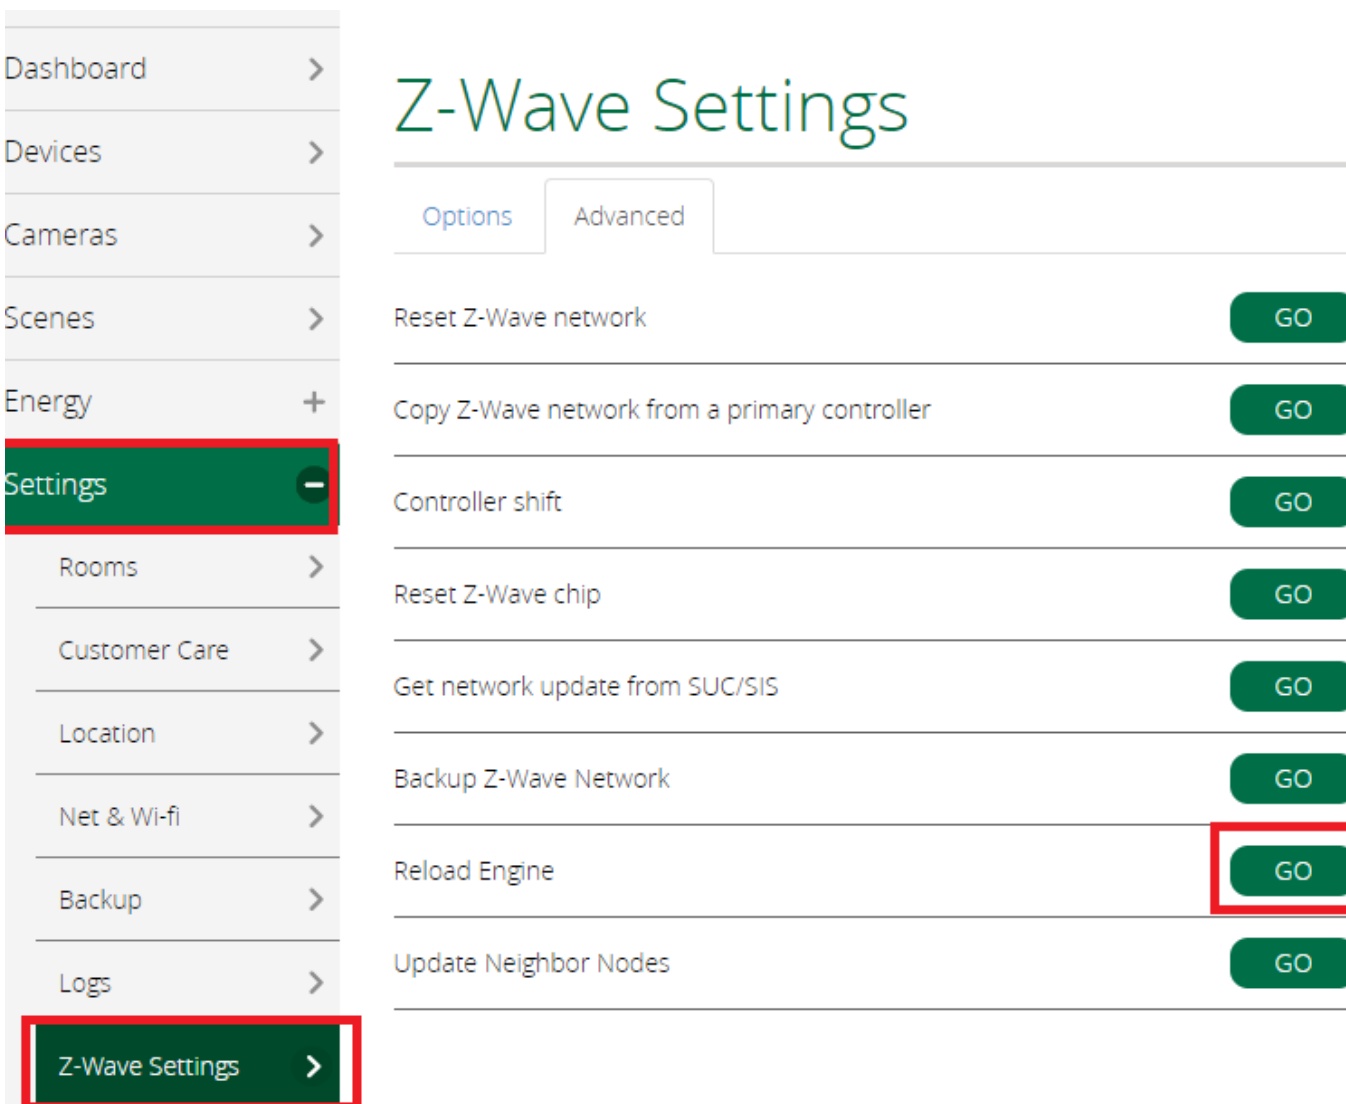 Dashboard
Devices
Cameras
Scenes
Energy
Settings
Rooms
Customer Care
Location
Net & Wi-fi
Backup
Logs
Z-Wave Settings
Z-Wave Settings
Options Advanced
Reset Z-Wave network GO
Copy Z-Wave network from a primary controller GO
Controller shift GO
Reset Z-Wave chip GO
Get network update from SUC/SIS GO
Backup Z-Wave Network GO
Reload Engine GO
Update Neighbor Nodes GO